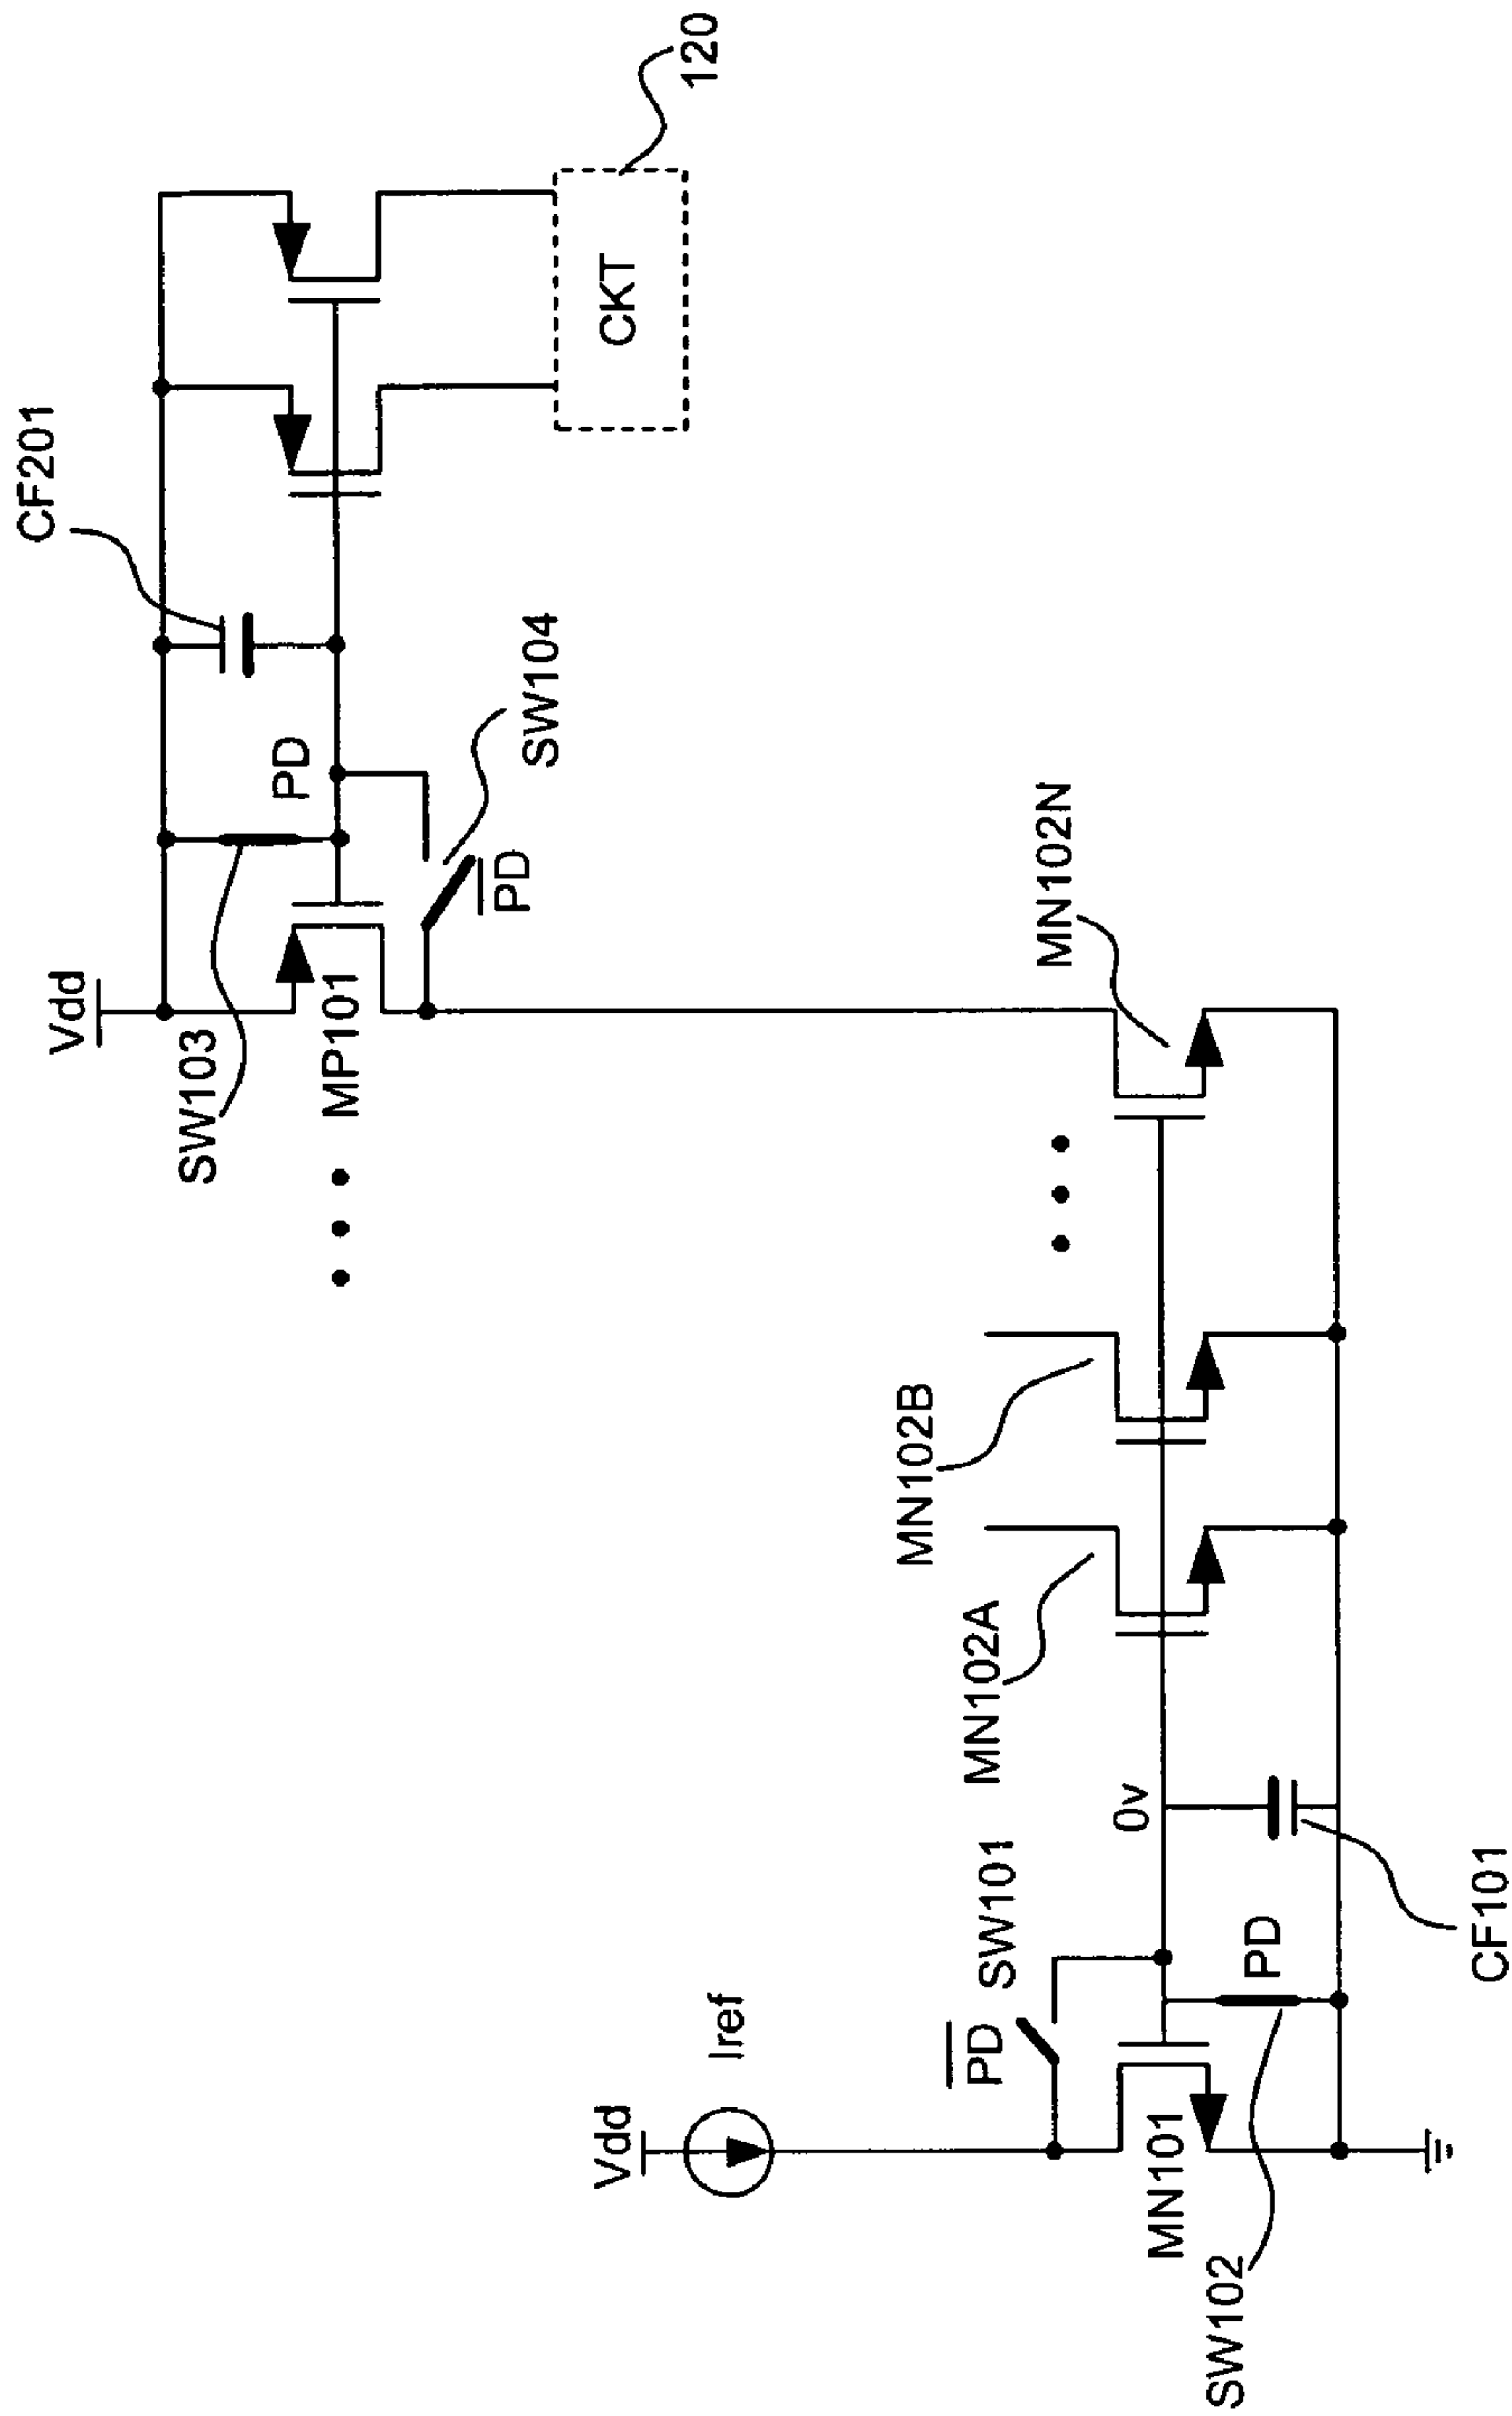 Vdd
CF201
SW103
PD
MP101
120
CKT
SW104
PD
MN102N
MN102B
Vdd
Iref
MN102A
PD
SW101
0v
MN101
PD
SW102
CF101